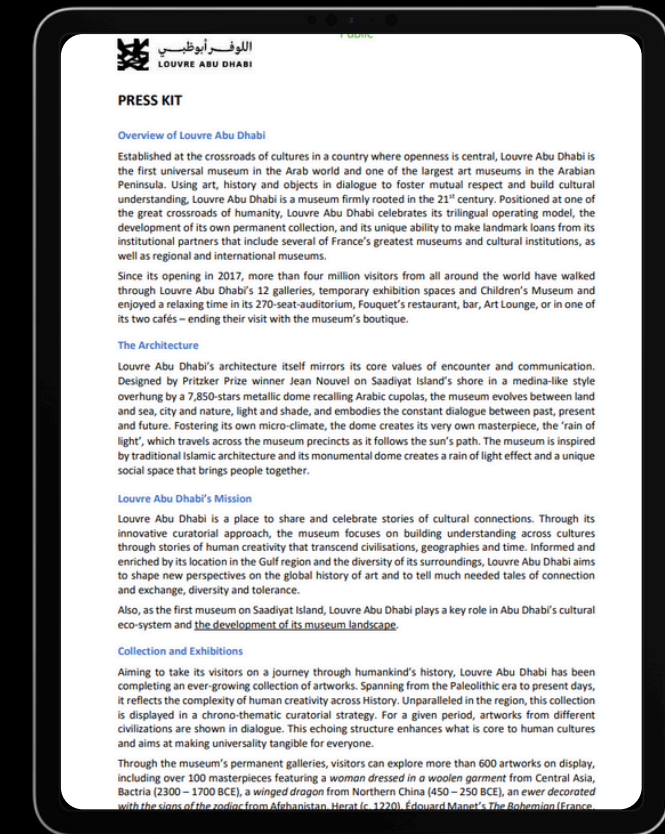 Public
اللوفر أبوظبي
LOUVRE ABU DHABI
PRESS KIT
Overview of Louvre Abu Dhabi
Established at the crossroads of cultures in a country where openness is central, Louvre Abu Dhabi is
the first universal museum in the Arab world and one of the largest art museums in the Arabian
Peninsula. Using art, history and objects in dialogue to foster mutual respect and build cultural
understanding, Louvre Abu Dhabi is a museum firmly rooted in the 21st century. Positioned at one of
the great crossroads of humanity, Louvre Abu Dhabi celebrates its trilingual operating model, the
development of its own permanent collection, and its unique ability to make landmark loans from its
institutional partners that include several of France's greatest museums and cultural institutions, as
well as regional and international museums.
Since its opening in 2017, more than four million visitors from all around the world have walked
through Louvre Abu Dhabi's 12 galleries, temporary exhibition spaces and Children's Museum and
enjoyed a relaxing time in its 270-seat-auditorium, Fouquet's restaurant, bar, Art Lounge, or in one of
its two cafés – ending their visit with the museum's boutique.
The Architecture
Louvre Abu Dhabi's architecture itself mirrors its core values of encounter and communication.
Designed by Pritzker Prize winner Jean Nouvel on Saadiyat Island's shore in a medina-like style
overhung by a 7,850-stars metallic dome recalling Arabic cupolas, the museum evolves between land
and sea, city and nature, light and shade, and embodies the constant dialogue between past, present
and future. Fostering its own micro-climate, the dome creates its very own masterpiece, the 'rain of
light', which travels across the museum precincts as it follows the sun's path. The museum is inspired
by traditional Islamic architecture and its monumental dome creates a rain of light effect and a unique
social space that brings people together.
Louvre Abu Dhabi's Mission
Louvre Abu Dhabi is a place to share and celebrate stories of cultural connections. Through its
innovative curatorial approach, the museum focuses on building understanding across cultures
through stories of human creativity that transcend civilisations, geographies and time. Informed and
enriched by its location in the Gulf region and the diversity of its surroundings, Louvre Abu Dhabi aims
to shape new perspectives on the global history of art and to tell much needed tales of connection
and exchange, diversity and tolerance.
Also, as the first museum on Saadiyat Island, Louvre Abu Dhabi plays a key role in Abu Dhabi's cultural
eco-system and the development of its museum landscape.
Collection and Exhibitions
Aiming to take its visitors on a journey through humankind's history, Louvre Abu Dhabi has been
completing an ever-growing collection of artworks. Spanning from the Paleolithic era to present days,
it reflects the complexity of human creativity across History. Unparalleled in the region, this collection
is displayed in a chrono-thematic curatorial strategy. For a given period, artworks from different
civilizations are shown in dialogue. This echoing structure enhances what is core to human cultures
and aims at making universality tangible for everyone.
Through the museum's permanent galleries, visitors can explore more than 600 artworks on display,
including over 100 masterpieces featuring a woman dressed in a woolen garment from Central Asia,
Bactria (2300 – 1700 BCE), a winged dragon from Northern China (450 – 250 BCE), an ewer decorated
with the signs of the zodiac from Afghanistan, Herat (c. 1220), Édouard Manet's The Bohemian (France,